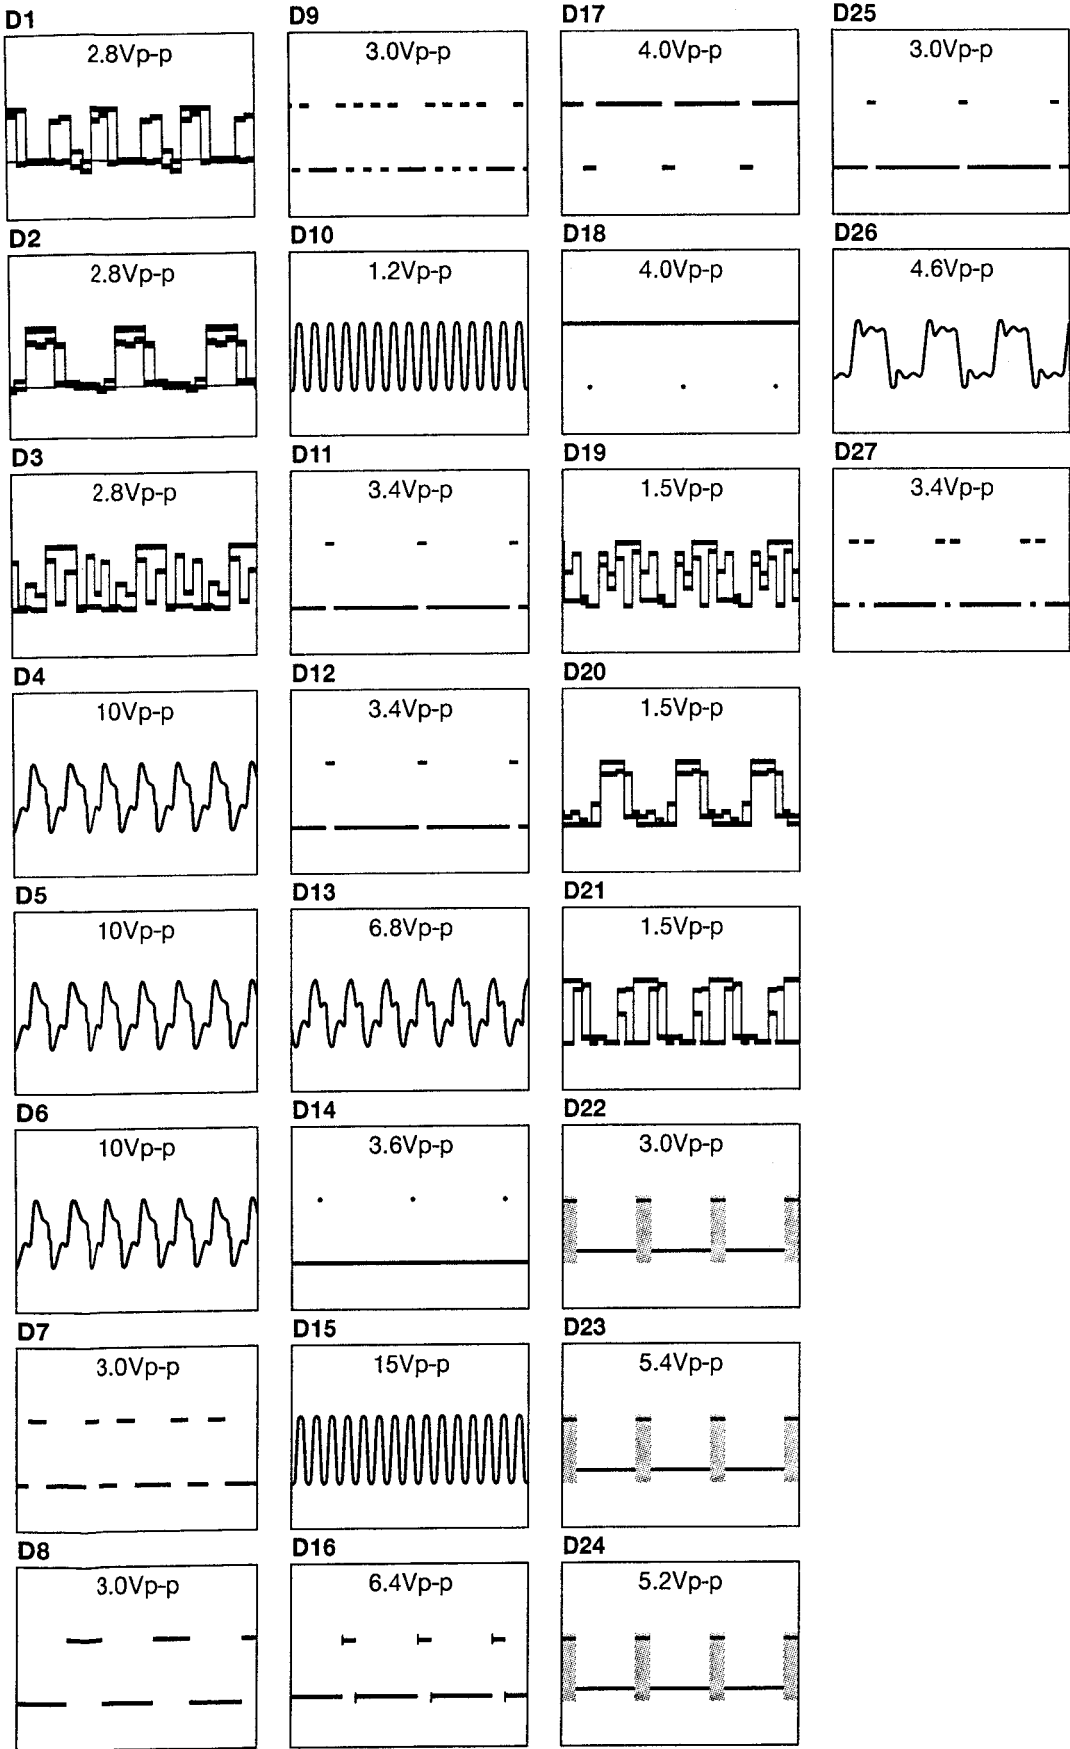 D1
2.8Vp-p
D2
2.8Vp-p
D3
2.8Vp-p
D4
10Vp-p
D5
10Vp-p
D6
10Vp-p
D7
3.0Vp-p
D8
3.0Vp-p
D9
3.0Vp-p
D10
1.2Vp-p
D11
3.4Vp-p
D12
3.4Vp-p
D13
6.8Vp-p
D14
3.6Vp-p
D15
15Vp-p
D16
6.4Vp-p
D17
4.0Vp-p
D18
4.0Vp-p
D19
1.5Vp-p
D20
1.5Vp-p
D21
1.5Vp-p
D22
3.0Vp-p
D23
5.4Vp-p
D24
5.2Vp-p
D25
3.0Vp-p
D26
4.6Vp-p
D27
3.4Vp-p